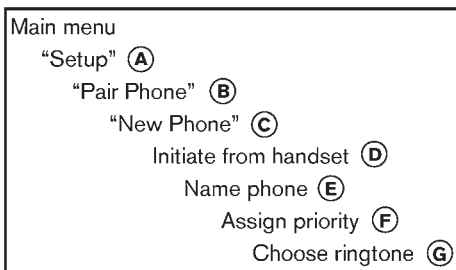 Main menu
“Setup” Ⓐ
“Pair Phone” Ⓑ
“New Phone” Ⓒ
Initiate from handset Ⓓ
Name phone Ⓔ
Assign priority Ⓕ
Choose ringtone Ⓖ